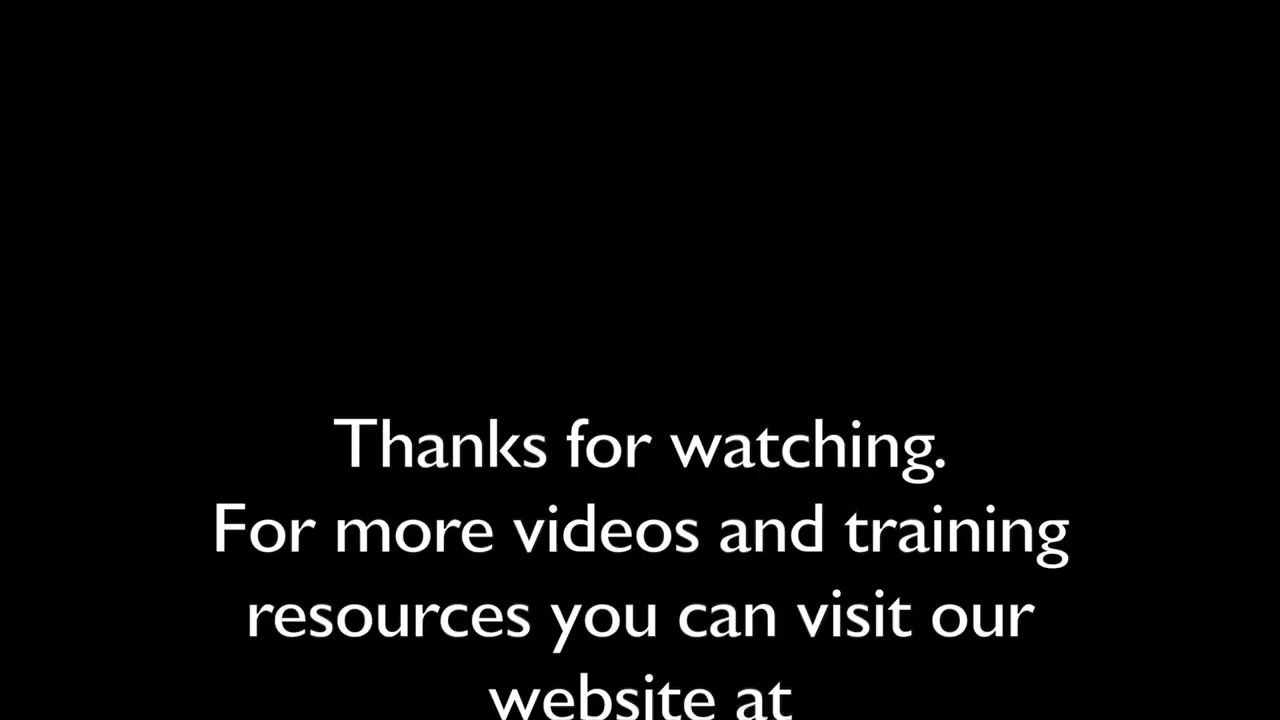 Thanks for watching.
For more videos and training
resources you can visit our
website at